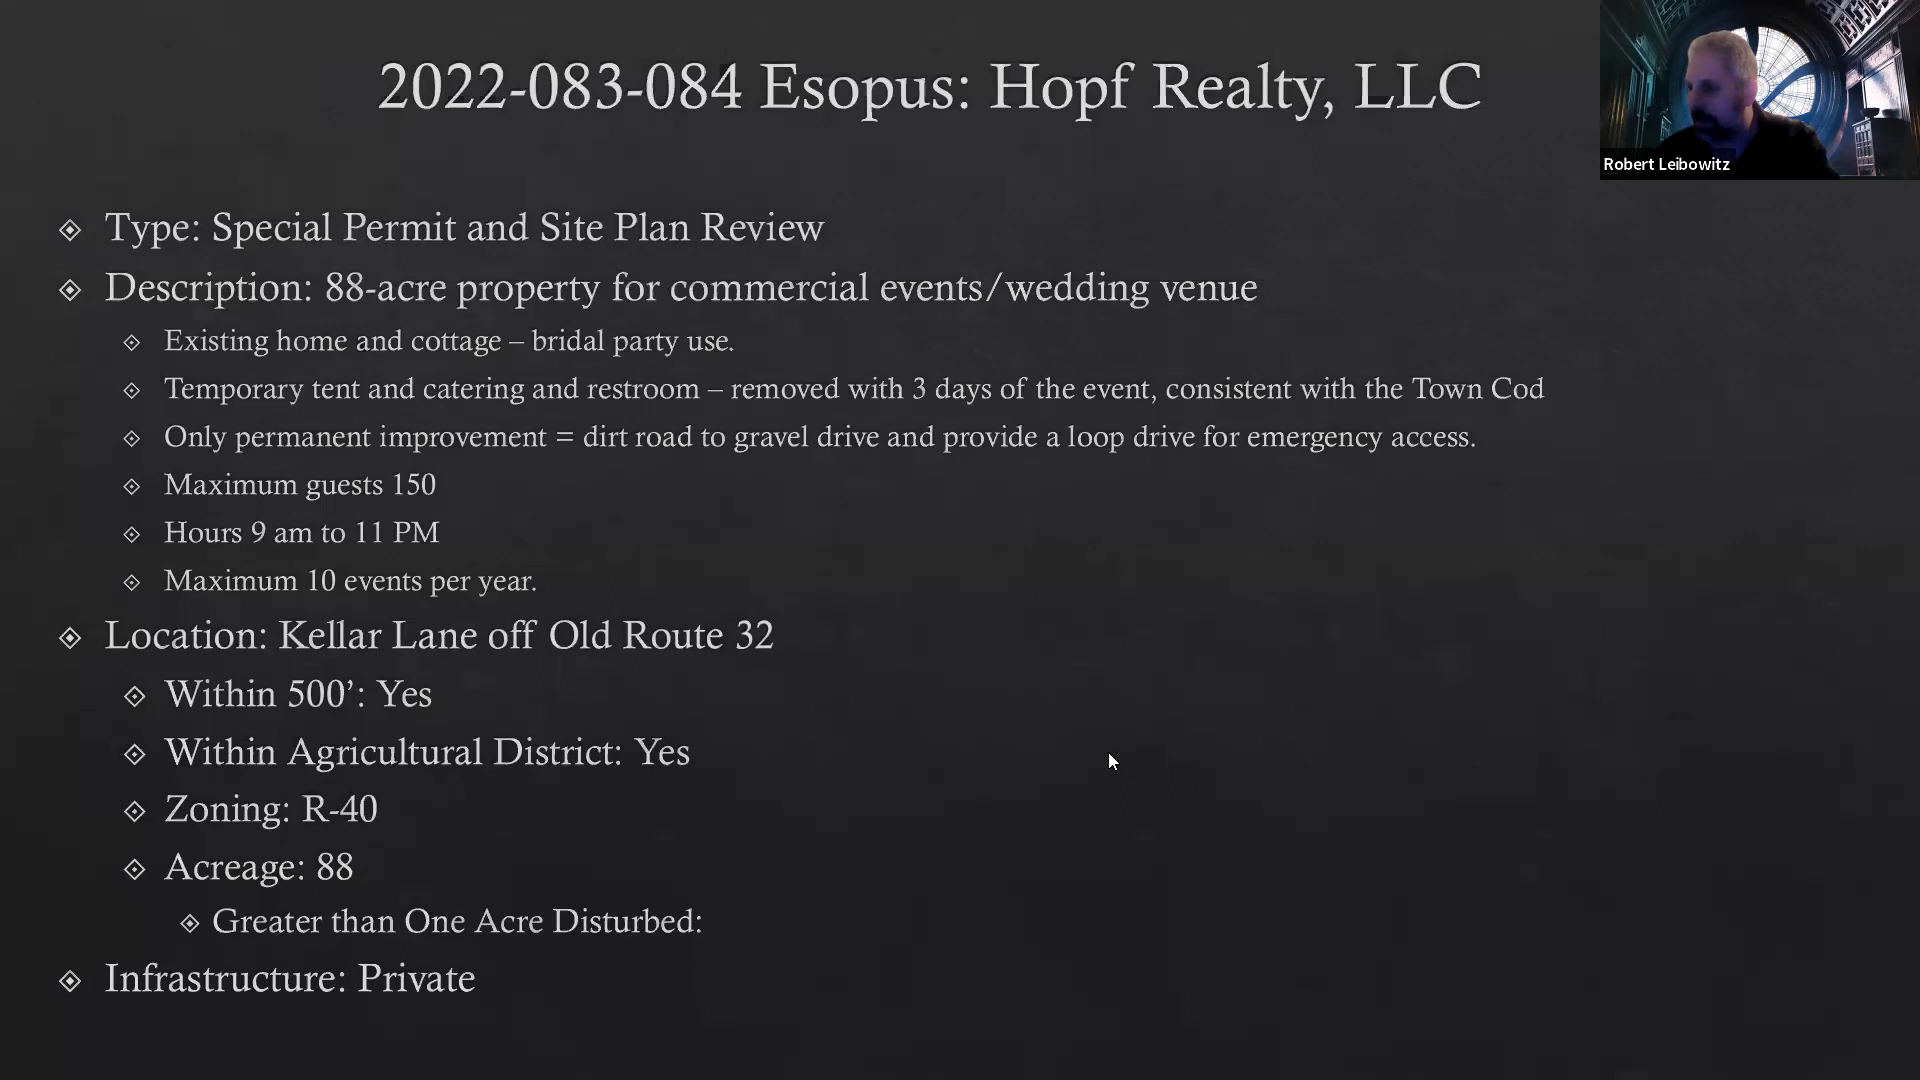 2022-083-084 Esopus: Hopf Realty, LLC
Robert Leibowitz
Type: Special Permit and Site Plan Review
Description: 88-acre property for commercial events/wedding venue
Existing home and cottage – bridal party use.
Temporary tent and catering and restroom – removed with 3 days of the event, consistent with the Town Cod
Only permanent improvement = dirt road to gravel drive and provide a loop drive for emergency access.
Maximum guests 150
Hours 9 am to 11 PM
Maximum 10 events per year.
Location: Kellar Lane off Old Route 32
Within 500’: Yes
Within Agricultural District: Yes
Zoning: R-40
Acreage: 88
Greater than One Acre Disturbed:
Infrastructure: Private